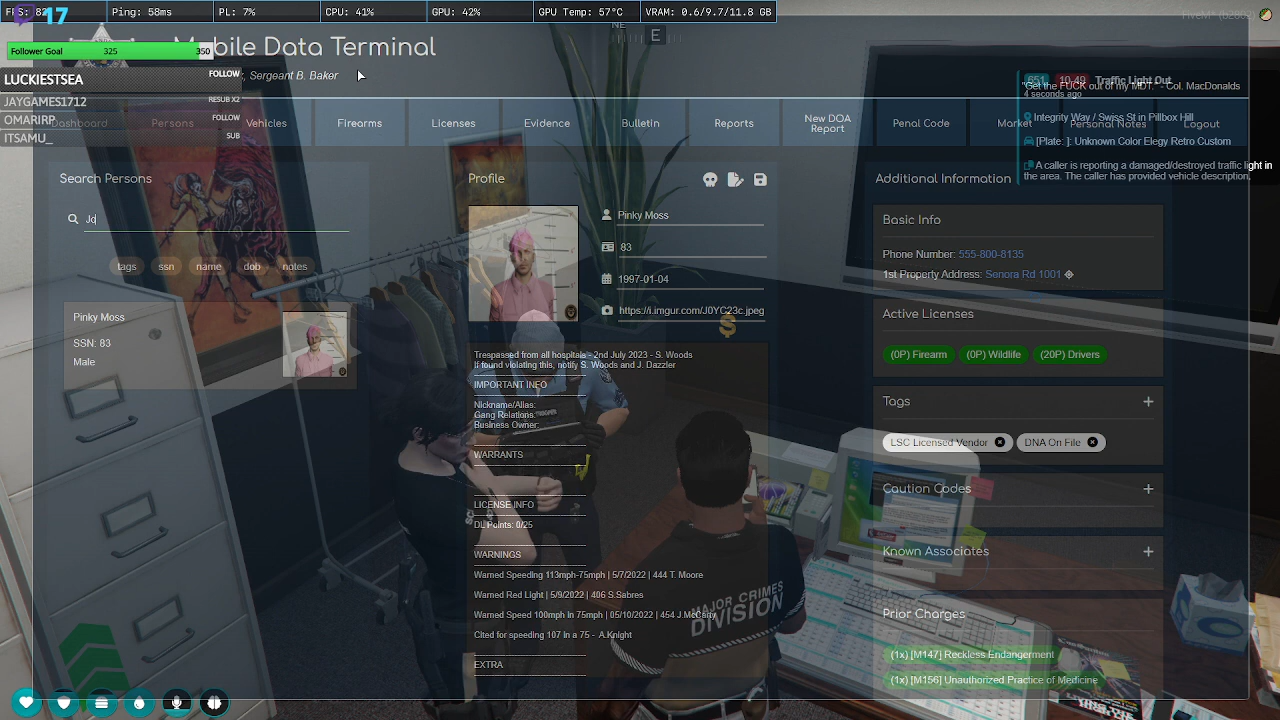 Ping: 58ms
PL: 7%
CPU: 41%
GPU: 42%
GPU Temp: 57°C
VRAM: 0.6/9.7/11.8 GB
17
NE
E
Follower Goal
325
350
LUCKIESTSEA
FOLLOW
JAYGAMES1712
RESUB X2
OMARIRP
FOLLOW
ITSAMU_
SUB
Mobile Data Terminal
, Sergeant B. Baker
Dashboard
Persons
Vehicles
Firearms
Licenses
Evidence
Bulletin
Reports
New DOA
Report
Penal Code
Market
Personal Notes
Logout
651
10-49
Traffic Light Out
"Get the FUCK out of my MDT." - Col. MacDonalds
4 seconds ago
Integrity Way / Swiss St in Pillbox Hill
[Plate: ]: Unknown Color Elegy Retro Custom
A caller is reporting a damaged/destroyed traffic light in
the area. The caller has provided vehicle description.
Search Persons
Jd
tags
ssn
name
dob
notes
Pinky Moss
SSN: 83
Male
Profile
Pinky Moss
83
1997-01-04
https://i.imgur.com/J0YC23c.jpeg
Trespassed from all hospitals - 2nd July 2023 - S. Woods
If found violating this, notify S. Woods and J. Dazzler
IMPORTANT INFO
Nickname/Alias:
Gang Relations:
Business Owner:
WARRANTS
LICENSE INFO
DL Points: 0/25
WARNINGS
Warned Speeding 113mph-75mph | 5/7/2022 | 444 T. Moore
Warned Red Light | 5/9/2022 | 406 S.Sabres
Warned Speed 100mph in 75mph | 05/10/2022 | 454 J.McCarty
Cited for speeding 107 in a 75 - A.Knight
EXTRA
MAJOR CRIMES
DIVISION
Additional Information
Basic Info
Phone Number: 555-800-8135
1st Property Address: Senora Rd 1001
Active Licenses
(0P) Firearm
(0P) Wildlife
(20P) Drivers
Tags
LSC Licensed Vendor
DNA On File
Caution Codes
Known Associates
Prior Charges
(1x) [M147] Reckless Endangerment
(1x) [M156] Unauthorized Practice of Medicine